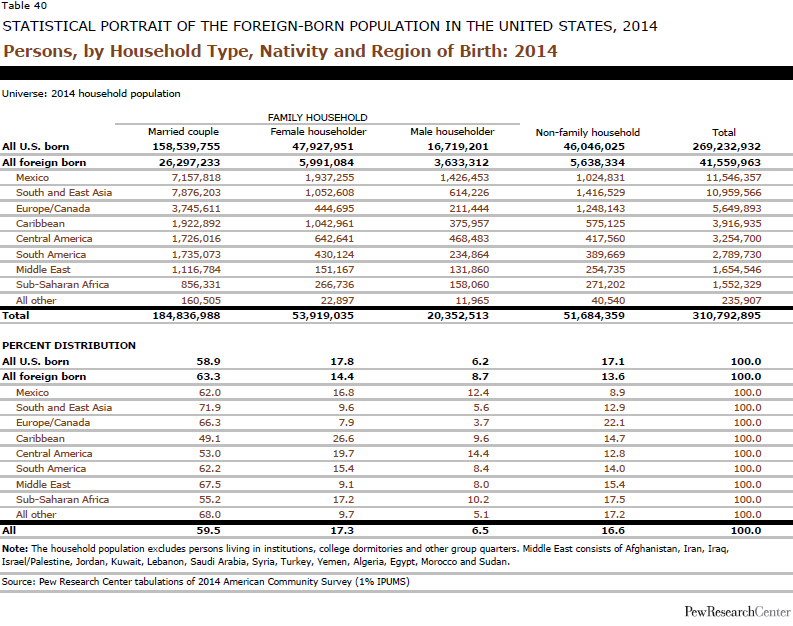 Table 40
STATISTICAL PORTRAIT OF THE FOREIGN-BORN POPULATION IN THE UNITED STATES, 2014
Persons, by Household Type, Nativity and Region of Birth: 2014
Universe: 2014 household population
FAMILY HOUSEHOLD
Married couple Female householder Male householder Non-family household Total
All U.S. born 158,539,755 47,927,951 16,719,201 46,046,025 269,232,932
All foreign born 26,297,233 5,991,084 3,633,312 5,638,334 41,559,963
Mexico 7,157,818 1,937,255 1,426,453 1,024,831 11,546,357
South and East Asia 7,876,203 1,052,608 614,226 1,416,529 10,959,566
Europe/Canada 3,745,611 444,695 211,444 1,248,143 5,649,893
Caribbean 1,922,892 1,042,961 375,957 575,125 3,916,935
Central America 1,726,016 642,641 468,483 417,560 3,254,700
South America 1,735,073 430,124 234,864 389,669 2,789,730
Middle East 1,116,784 151,167 131,860 254,735 1,654,546
Sub-Saharan Africa 856,331 266,736 158,060 271,202 1,552,329
All other 160,505 22,897 11,965 40,540 235,907
Total 184,836,988 53,919,035 20,352,513 51,684,359 310,792,895
PERCENT DISTRIBUTION
All U.S. born 58.9 17.8 6.2 17.1 100.0
All foreign born 63.3 14.4 8.7 13.6 100.0
Mexico 62.0 16.8 12.4 8.9 100.0
South and East Asia 71.9 9.6 5.6 12.9 100.0
Europe/Canada 66.3 7.9 3.7 22.1 100.0
Caribbean 49.1 26.6 9.6 14.7 100.0
Central America 53.0 19.7 14.4 12.8 100.0
South America 62.2 15.4 8.4 14.0 100.0
Middle East 67.5 9.1 8.0 15.4 100.0
Sub-Saharan Africa 55.2 17.2 10.2 17.5 100.0
All other 68.0 9.7 5.1 17.2 100.0
All 59.5 17.3 6.5 16.6 100.0
Note: The household population excludes persons living in institutions, college dormitories and other group quarters. Middle East consists of Afghanistan, Iran, Iraq,
Israel/Palestine, Jordan, Kuwait, Lebanon, Saudi Arabia, Syria, Turkey, Yemen, Algeria, Egypt, Morocco and Sudan.
Source: Pew Research Center tabulations of 2014 American Community Survey (1% IPUMS)
PewResearchCenter